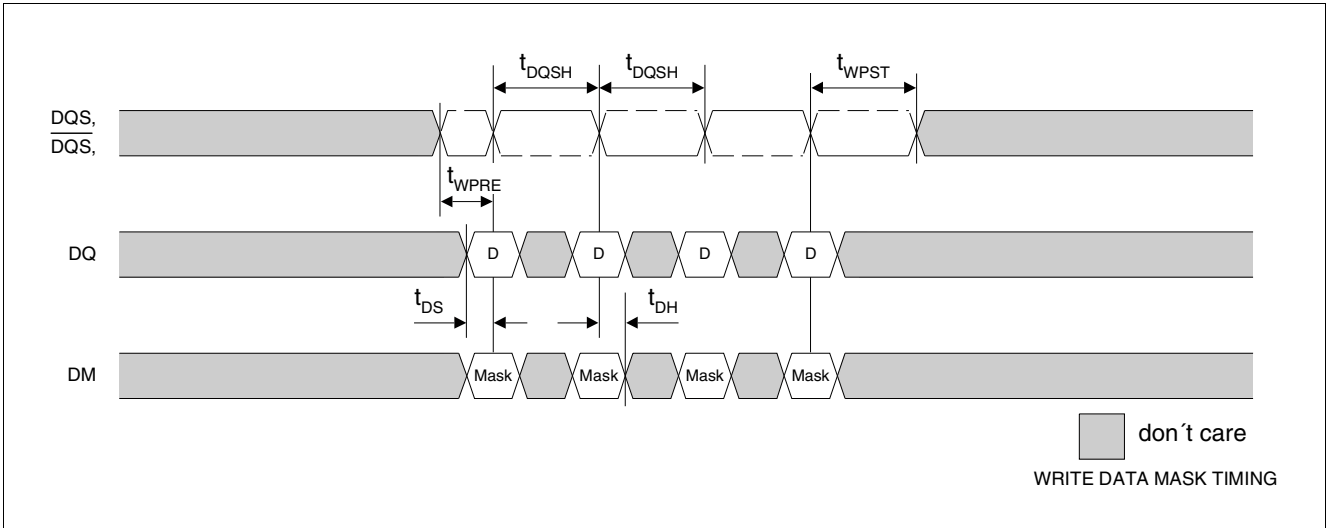 tDQSH tDQSH tWPST
DQS,
DQS,
tWPRE
DQ D D D D
tDS tDH
DM Mask Mask Mask Mask
don´t care
WRITE DATA MASK TIMING